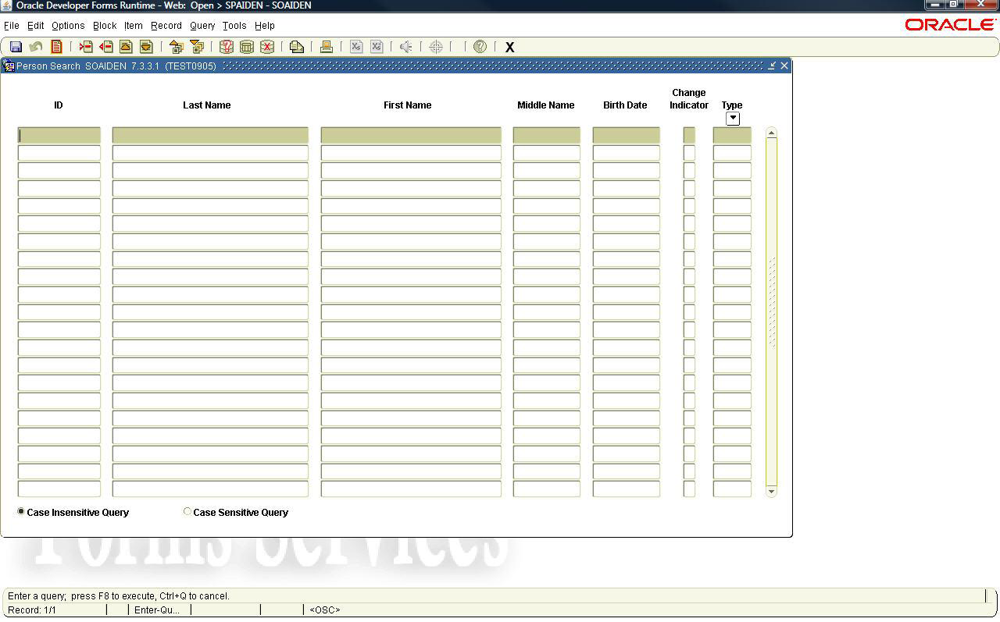 Oracle Developer Forms Runtime - Web: Open > SPAIDEN - SOAIDEN
File Edit Options Block Item Record Query Tools Help
ORACLE
Person Search SOAIDEN 7.3.3.1 (TEST0905)
ID Last Name First Name Middle Name Birth Date Change Indicator Type
Case Insensitive Query Case Sensitive Query
Forms Services
Enter a query; press F8 to execute, Ctrl+Q to cancel.
Record: 1/1 Enter-Qu... <OSC>